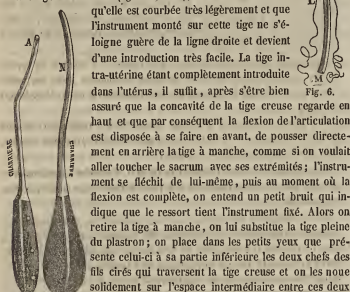 qu'elle est courbée très légèrement et que
l'instrument monté sur cette tige ne s'é-
loigne guère de la ligne droite et devient
d'une introduction très facile. La tige in-
tra-utérine étant complètement introduite
dans l'utérus, il suffit, après s'être bien
assuré que la concavité de la tige creuse regarde en
haut et que par conséquent la flexion de l'articulation
est disposée à se faire en avant, de pousser directe-
ment en arrière la tige à manche, comme si on voulait
aller toucher le sacrum avec ses extrémités; l'instru-
ment se fléchit de lui-même, puis au moment où la
flexion est complète, on entend un petit bruit qui in-
dique que le ressort tient l'instrument fixé. Alors on
retire la tige à manche, on lui substitue la tige pleine
du plastron; on place dans les petits yeux que pré-
sente celui-ci à sa partie inférieure les deux chefs des
fils cirés qui traversent la tige creuse et on les noue
solidement sur l'espace intermédiaire entre ces deux
A
N
CHARRIERE
CHARRIERE
L
M
Fig. 6.